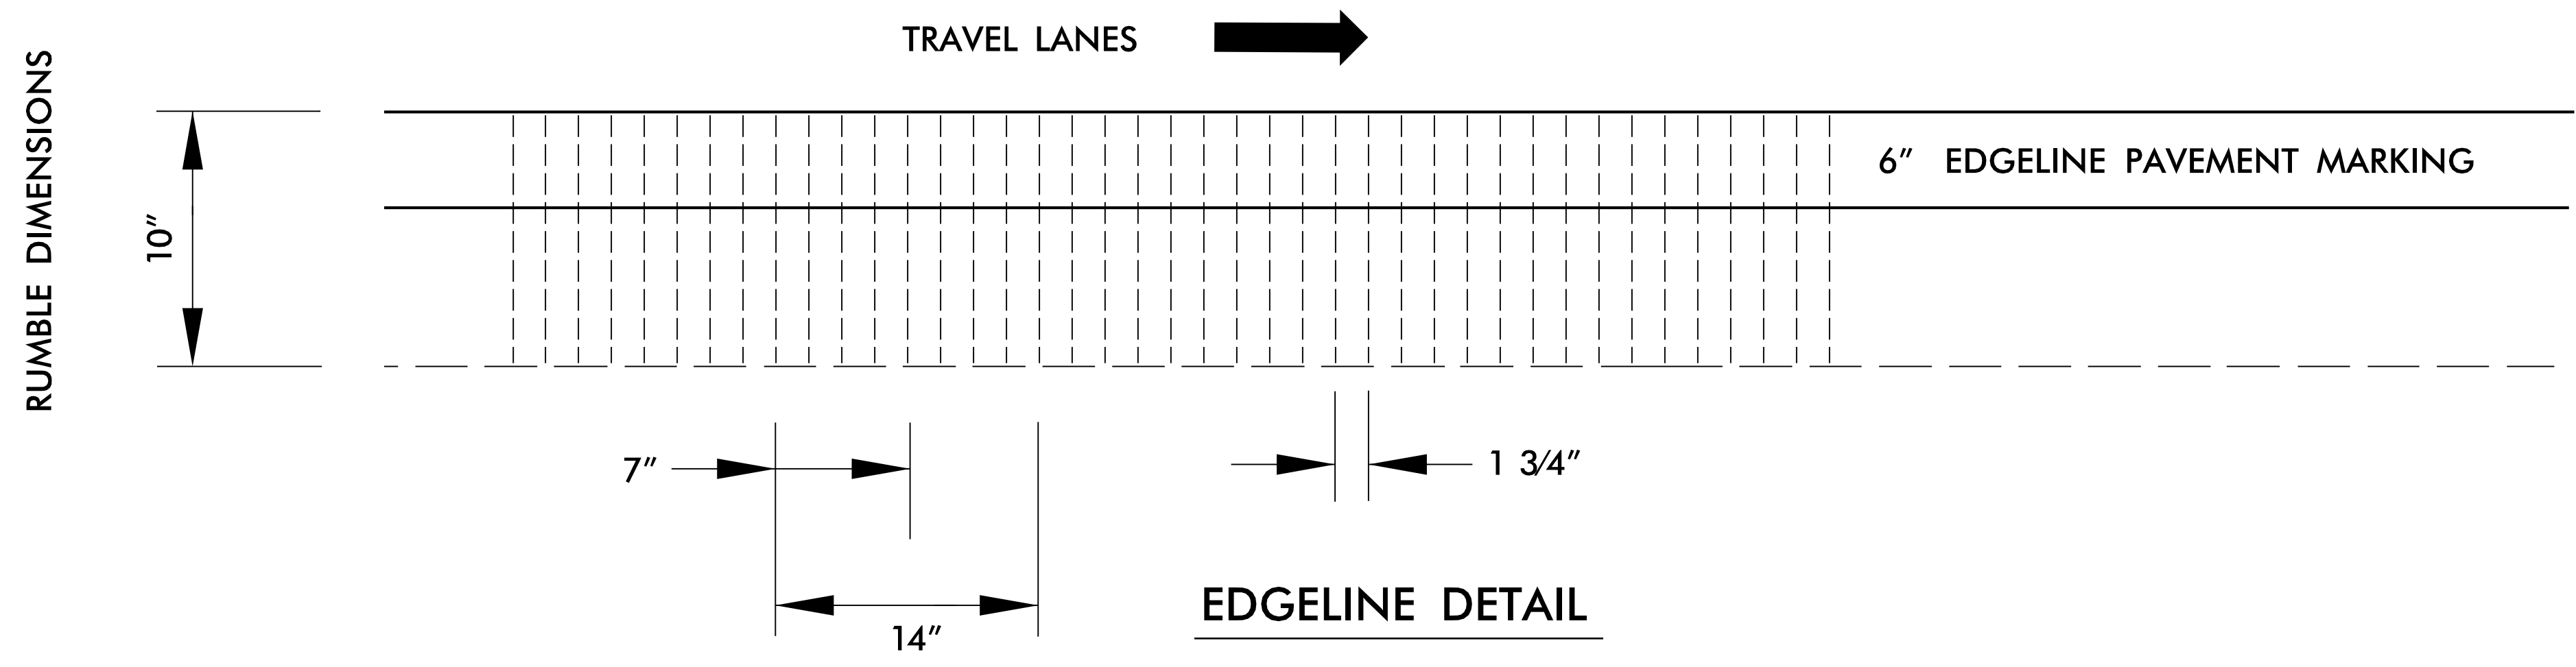 TRAVEL LANES
RUMBLE DIMENSIONS
10"
6" EDGELINE PAVEMENT MARKING
7"
1 3/4"
14"
EDGELINE DETAIL